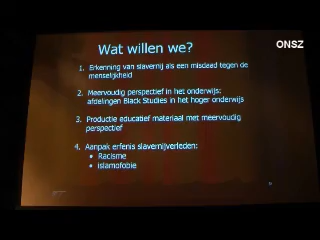 Wat willen we?
ONSZ
1. Erkenning van slavernij als een misdaad tegen de
menselijkheid
2. Meervoudig perspectief in het onderwijs:
afdelingen Black Studies in het hoger onderwijs
3. Productie educatief materiaal met meervoudig
perspectief
4. Aanpak erfenis slavernijverleden:
• Racisme
• Islamofobie